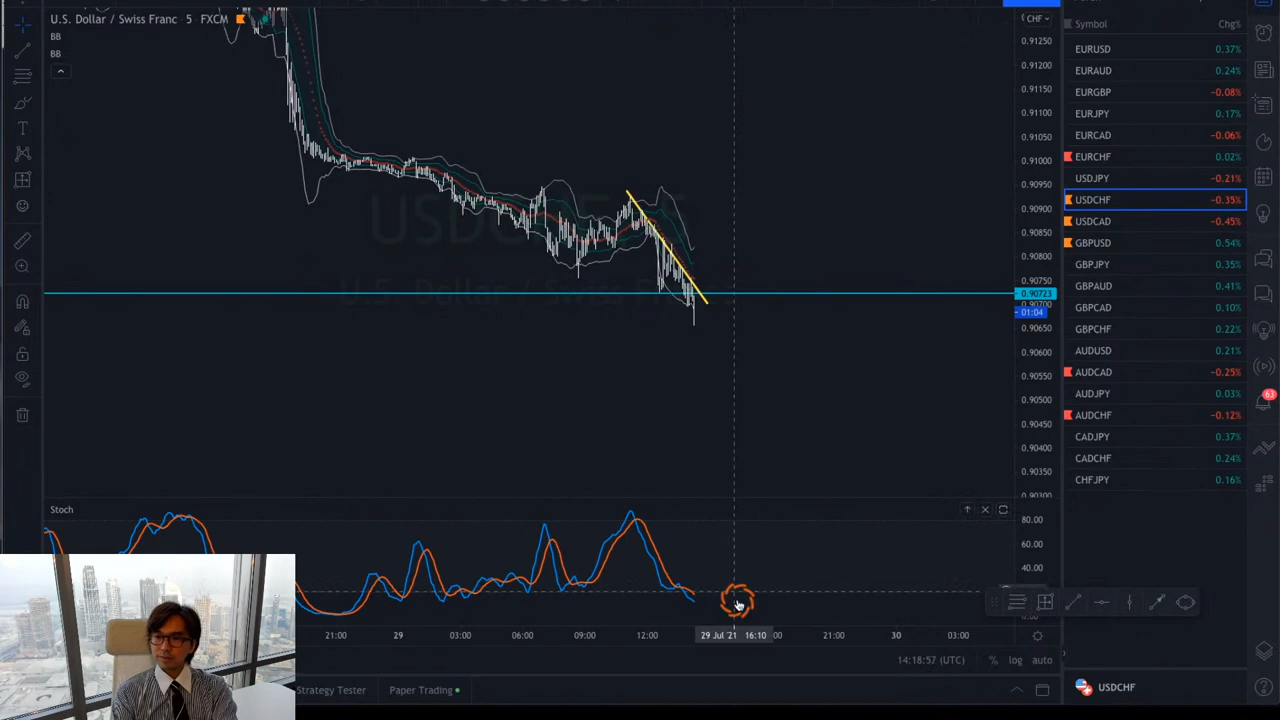 U.S. Dollar / Swiss Franc · 5 · FXCM
BB
BB
CHF
0.91250
0.91200
0.91150
0.91100
0.91050
0.91000
0.90950
0.90900
0.90850
0.90800
0.90750
0.90723
0.90700
01:04
0.90650
0.90600
0.90550
0.90500
0.90450
0.90400
0.90350
0.90300
U.S. Dollar / Swiss Franc
Stoch
80.00
60.00
40.00
21:00
29
03:00
06:00
09:00
12:00
29 Jul '21 16:10
:00
21:00
30
03:00
14:18:57 (UTC)
%
log
auto
Strategy Tester
Paper Trading
Symbol
Chg%
EURUSD 0.37%
EURAUD 0.24%
EURGBP −0.08%
EURJPY 0.17%
EURCAD −0.06%
EURCHF 0.02%
USDJPY −0.21%
USDCHF −0.35%
USDCAD −0.45%
GBPUSD 0.54%
GBPJPY 0.35%
GBPAUD 0.41%
GBPCAD 0.10%
GBPCHF 0.22%
AUDUSD 0.21%
AUDCAD −0.25%
AUDJPY 0.03%
AUDCHF −0.12%
CADJPY 0.37%
CADCHF 0.24%
CHFJPY 0.16%
63
USDCHF